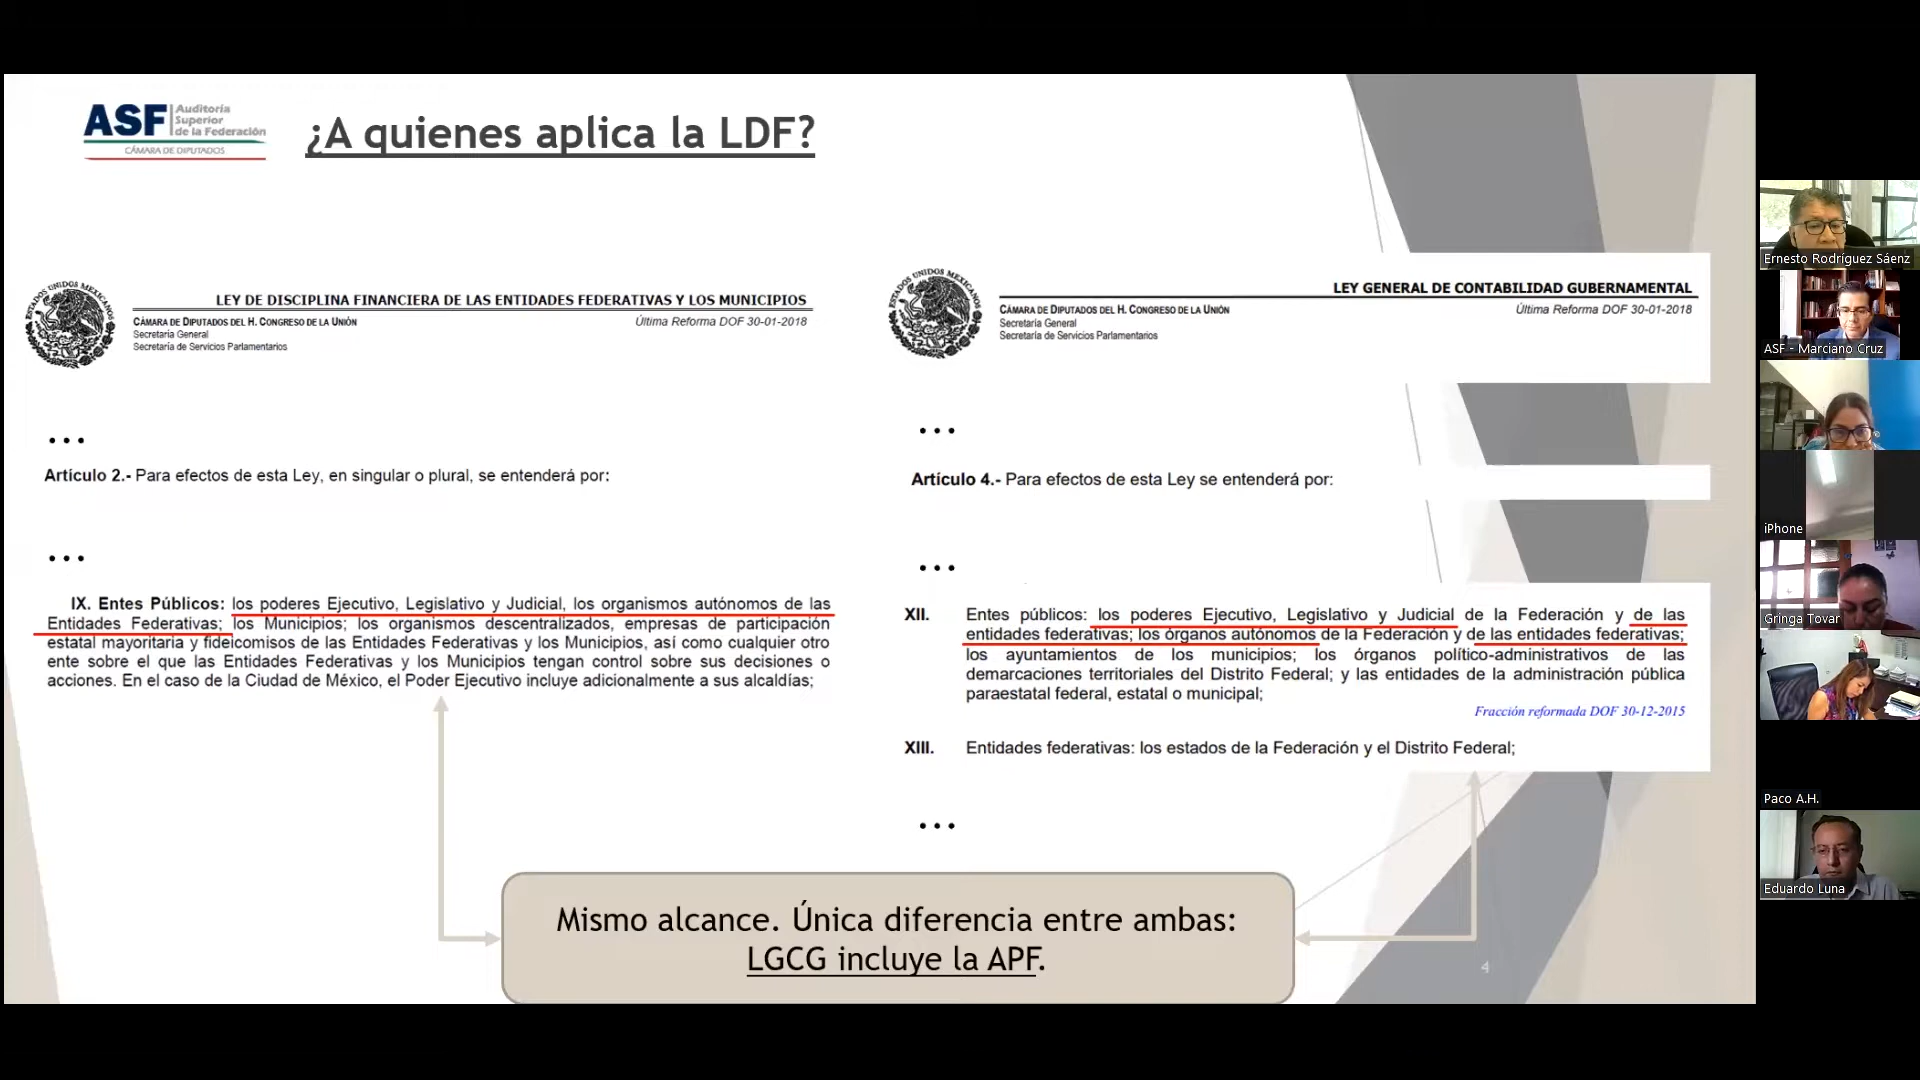 ASF
Auditoría
Superior
de la Federación
CÁMARA DE DIPUTADOS
¿A quienes aplica la LDF?
ESTADOS UNIDOS MEXICANOS
LEY DE DISCIPLINA FINANCIERA DE LAS ENTIDADES FEDERATIVAS Y LOS MUNICIPIOS
CÁMARA DE DIPUTADOS DEL H. CONGRESO DE LA UNIÓN
Última Reforma DOF 30-01-2018
Secretaría General
Secretaría de Servicios Parlamentarios
...
Artículo 2.- Para efectos de esta Ley, en singular o plural, se entenderá por:
...
IX. Entes Públicos: los poderes Ejecutivo, Legislativo y Judicial, los organismos autónomos de las
Entidades Federativas; los Municipios; los organismos descentralizados, empresas de participación
estatal mayoritaria y fideicomisos de las Entidades Federativas y los Municipios, así como cualquier otro
ente sobre el que las Entidades Federativas y los Municipios tengan control sobre sus decisiones o
acciones. En el caso de la Ciudad de México, el Poder Ejecutivo incluye adicionalmente a sus alcaldías;
ESTADOS UNIDOS MEXICANOS
LEY GENERAL DE CONTABILIDAD GUBERNAMENTAL
CÁMARA DE DIPUTADOS DEL H. CONGRESO DE LA UNIÓN
Última Reforma DOF 30-01-2018
Secretaría General
Secretaría de Servicios Parlamentarios
...
Artículo 4.- Para efectos de esta Ley se entenderá por:
...
XII. Entes públicos: los poderes Ejecutivo, Legislativo y Judicial de la Federación y de las
entidades federativas; los órganos autónomos de la Federación y de las entidades federativas;
los ayuntamientos de los municipios; los órganos político-administrativos de las
demarcaciones territoriales del Distrito Federal; y las entidades de la administración pública
paraestatal federal, estatal o municipal;
Fracción reformada DOF 30-12-2015
XIII. Entidades federativas: los estados de la Federación y el Distrito Federal;
...
Mismo alcance. Única diferencia entre ambas:
LGCG incluye la APF.
4
Ernesto Rodríguez Sáenz
ASF - Marciano Cruz
iPhone
Gringa Tovar
Paco A.H.
Eduardo Luna